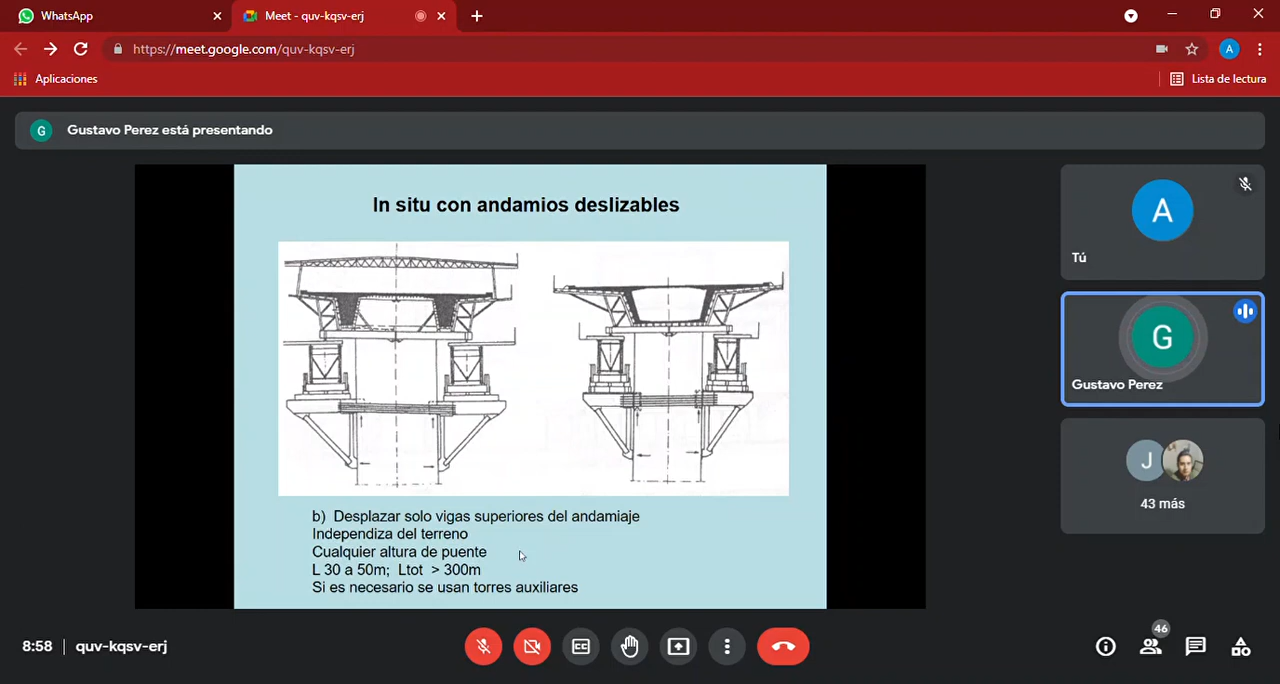 WhatsApp
Meet - quv-kqsv-erj
https://meet.google.com/quv-kqsv-erj
A
Aplicaciones
Lista de lectura
G
Gustavo Perez está presentando
In situ con andamios deslizables
b) Desplazar solo vigas superiores del andamiaje
Independiza del terreno
Cualquier altura de puente
L 30 a 50m; Ltot > 300m
Si es necesario se usan torres auxiliares
A
Tú
G
Gustavo Perez
J
43 más
8:58 | quv-kqsv-erj
CC
46